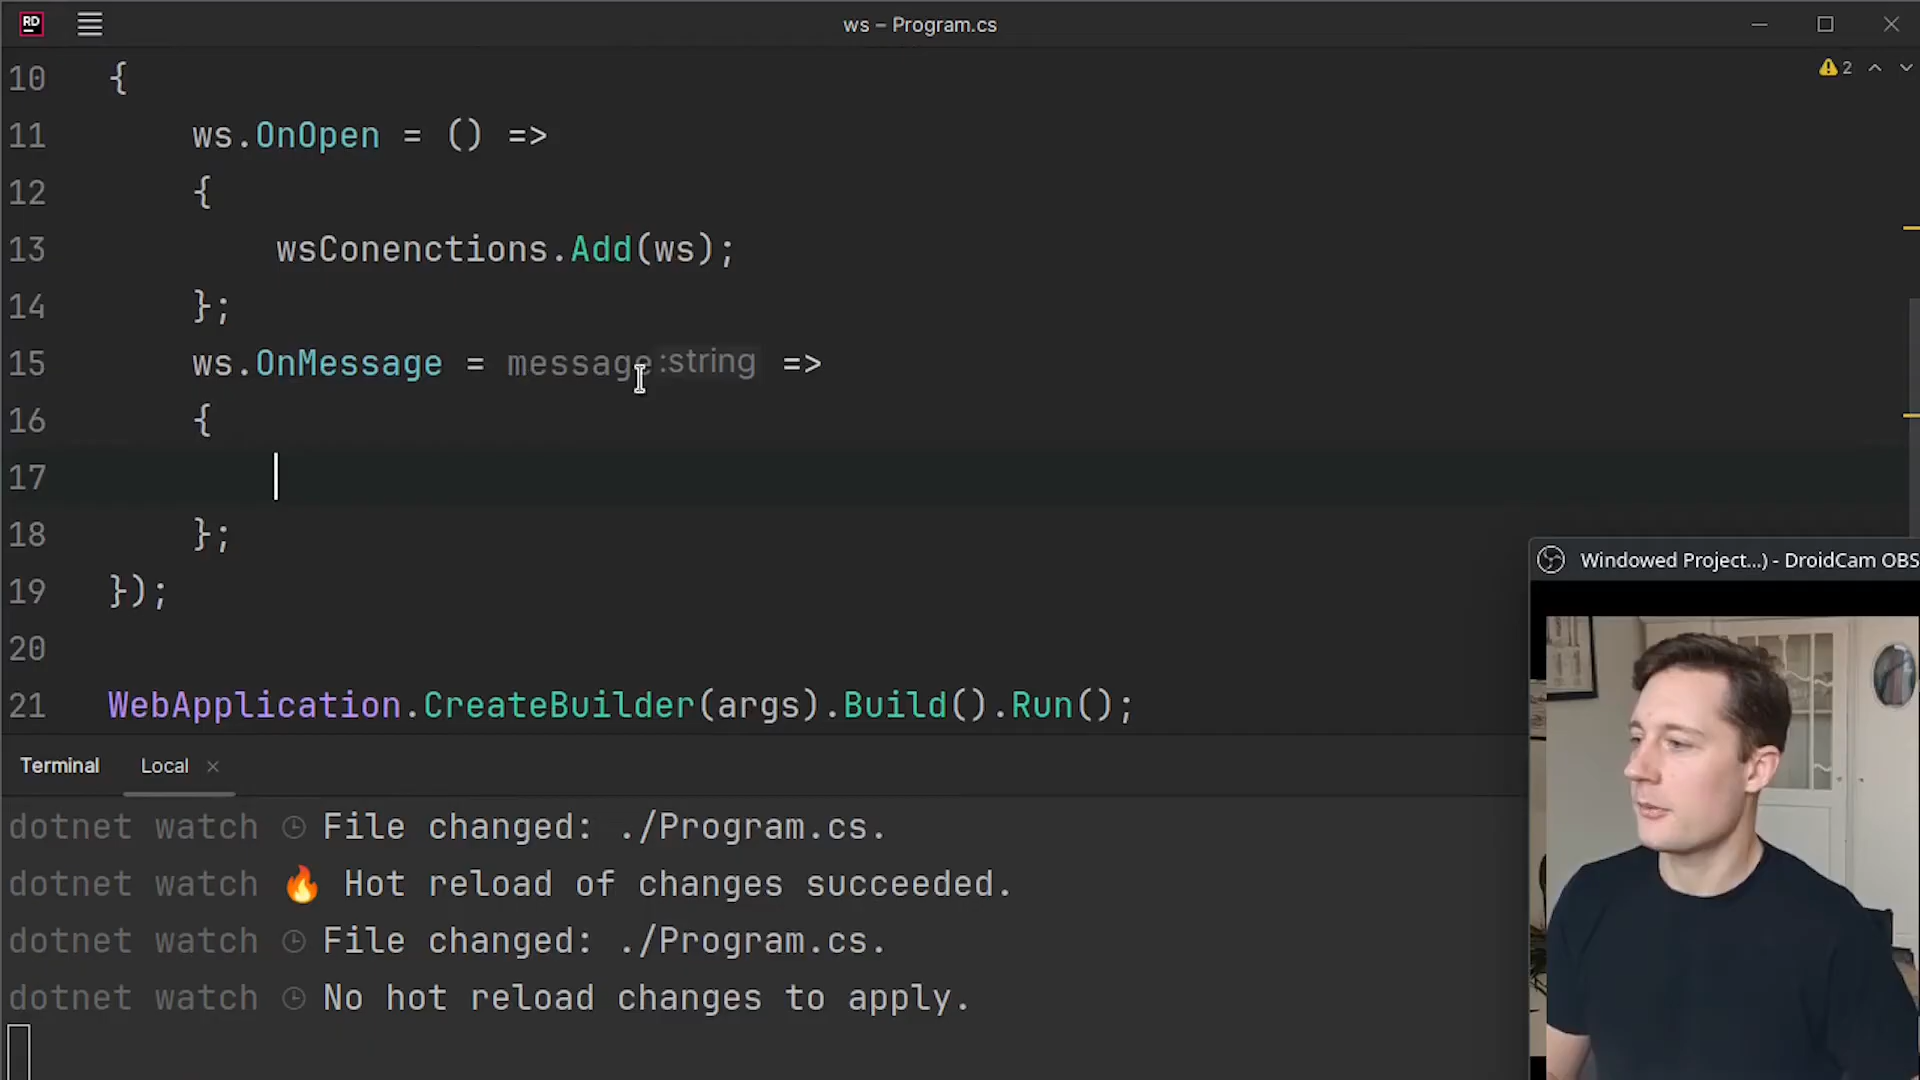 RD
ws – Program.cs
2
10 {
11 ws.OnOpen = () =>
12 {
13 wsConenctions.Add(ws);
14 };
15 ws.OnMessage = message:string =>
16 {
17
18 };
19 });
20
21 WebApplication.CreateBuilder(args).Build().Run();
Windowed Project...) - DroidCam OBS
Terminal Local
dotnet watch File changed: ./Program.cs.
dotnet watch 🔥 Hot reload of changes succeeded.
dotnet watch File changed: ./Program.cs.
dotnet watch No hot reload changes to apply.